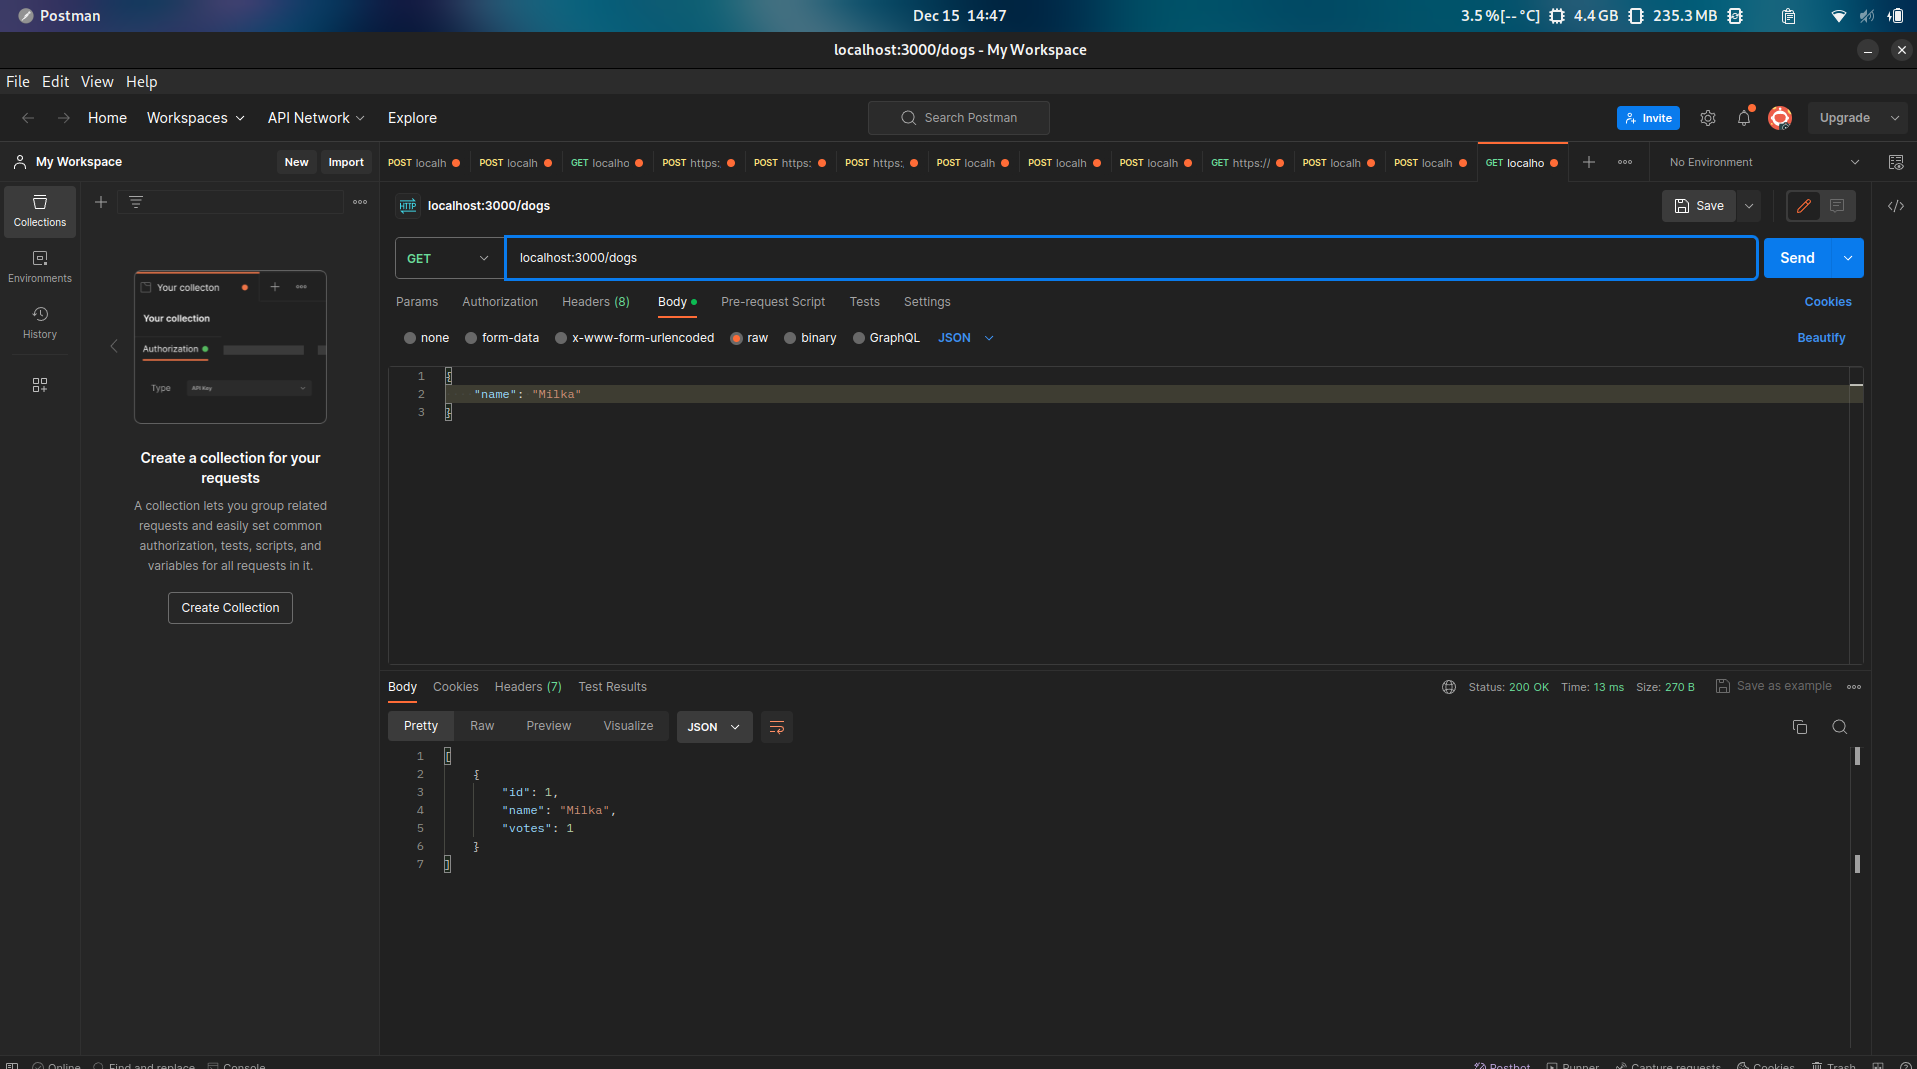 Postman
Dec 15 14:47
3.5 %[-- °C] 4.4 GB 235.3 MB
localhost:3000/dogs - My Workspace
File Edit View Help
Home Workspaces API Network Explore
Search Postman
Invite
Upgrade
My Workspace
New Import
POST localh POST localh GET localho POST https: POST https: POST https: POST localh POST localh POST localh GET https:// POST localh POST localh GET localho
No Environment
Collections
Environments
History
localhost:3000/dogs
Save
GET
localhost:3000/dogs
Send
Params Authorization Headers (8) Body Pre-request Script Tests Settings
Cookies
none form-data x-www-form-urlencoded raw binary GraphQL JSON
Beautify
1 {
2 "name": "Milka"
3 }
Your collecton
Your collection
Authorization
Type API Key
Create a collection for your
requests
A collection lets you group related
requests and easily set common
authorization, tests, scripts, and
variables for all requests in it.
Create Collection
Body Cookies Headers (7) Test Results
Status: 200 OK Time: 13 ms Size: 270 B
Save as example
Pretty Raw Preview Visualize JSON
1 [
2 {
3 "id": 1,
4 "name": "Milka",
5 "votes": 1
6 }
7 ]
Online Find and replace Console
Postbot Runner Capture requests Cookies Trash